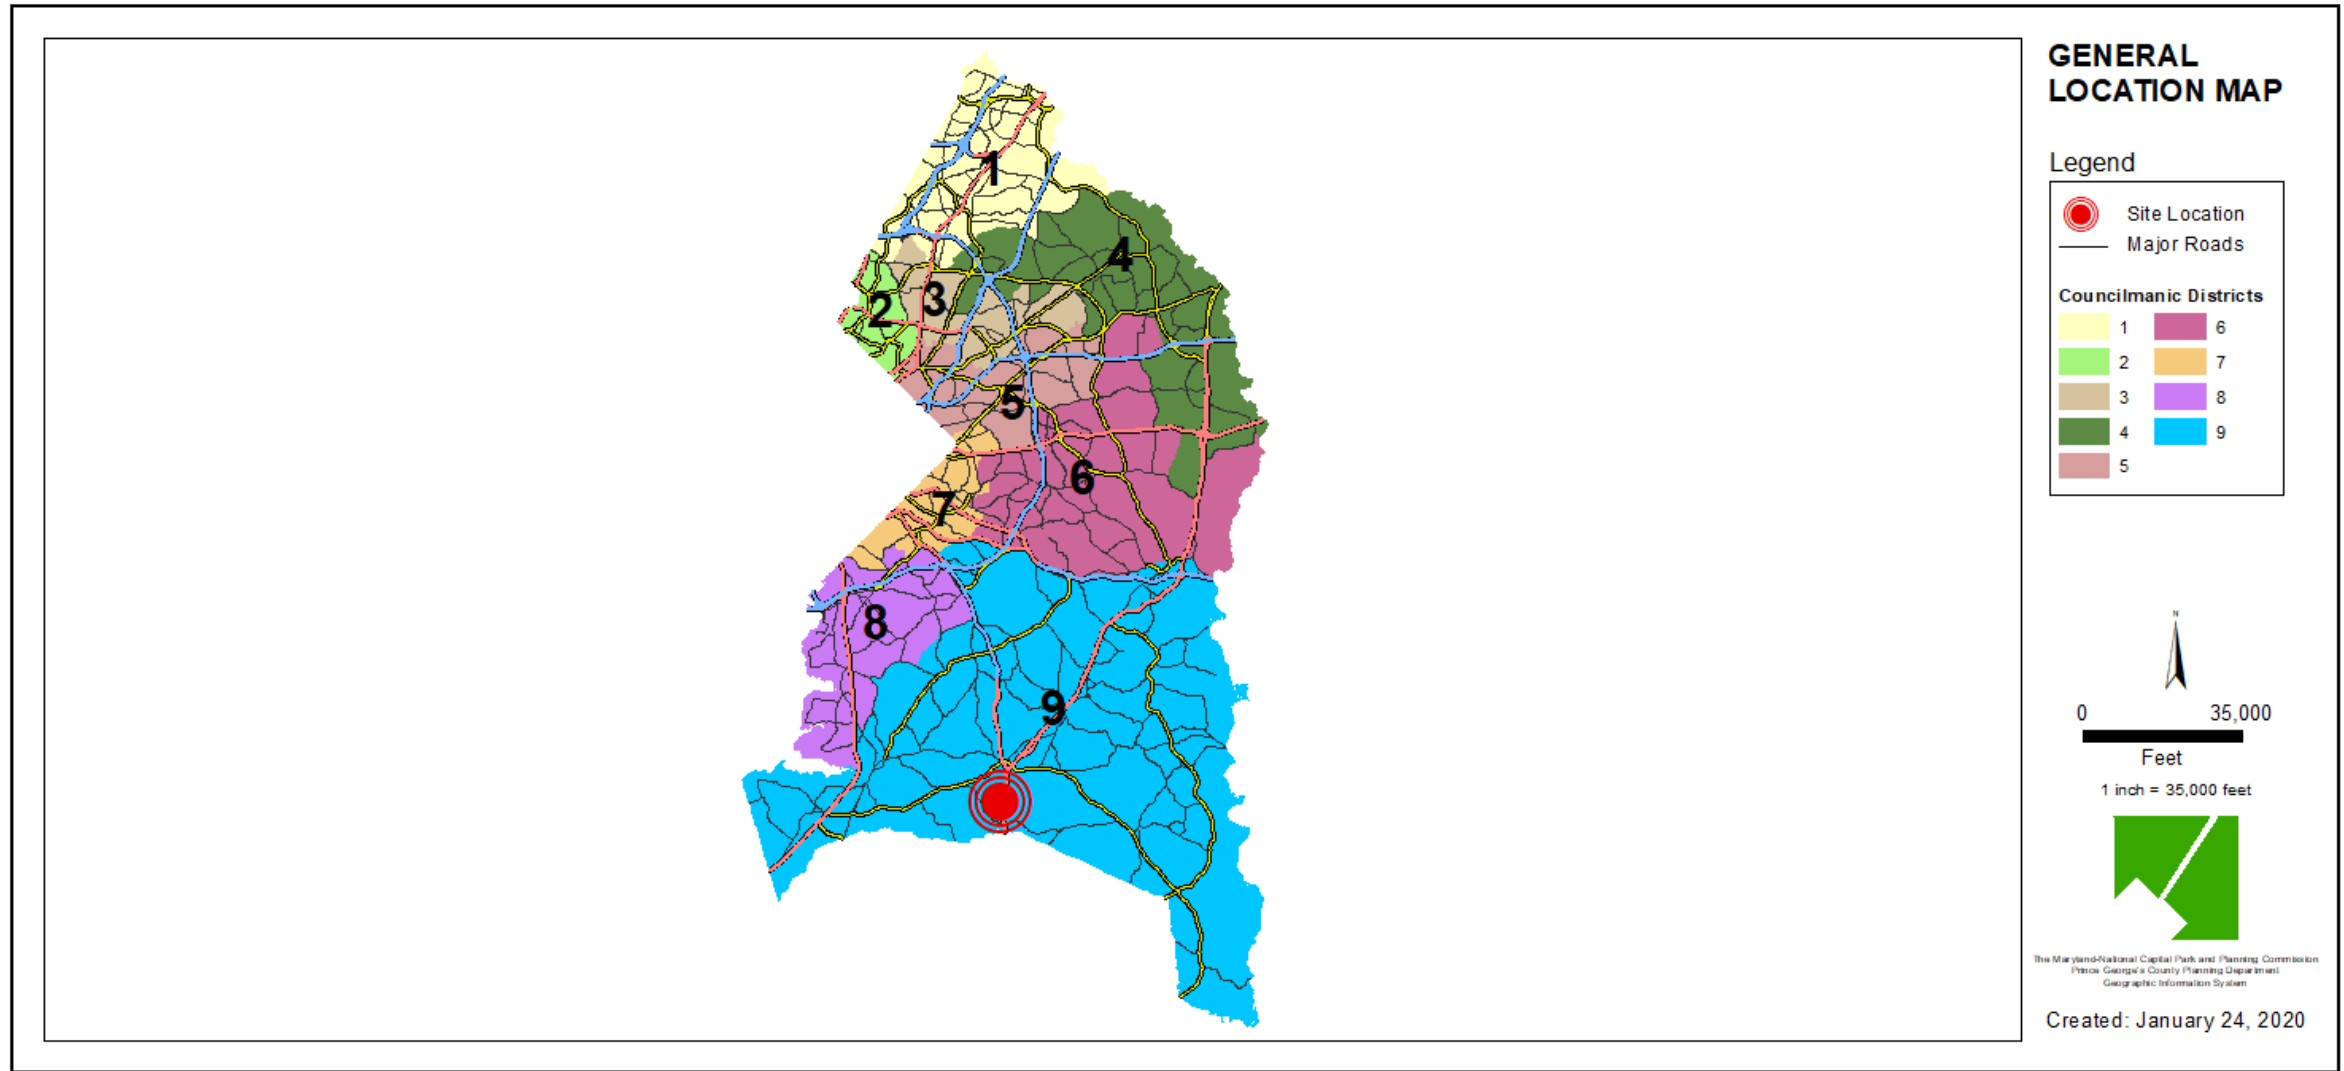 GENERAL
LOCATION MAP
Legend
Site Location
Major Roads
Councilmanic Districts
1 6
2 7
3 8
4 9
5
1
4
3
2
5
6
7
8
9
N
0 35,000
Feet
1 inch = 35,000 feet
The Maryland-National Capital Park and Planning Commission
Prince George's County Planning Department
Geographic Information System
Created: January 24, 2020